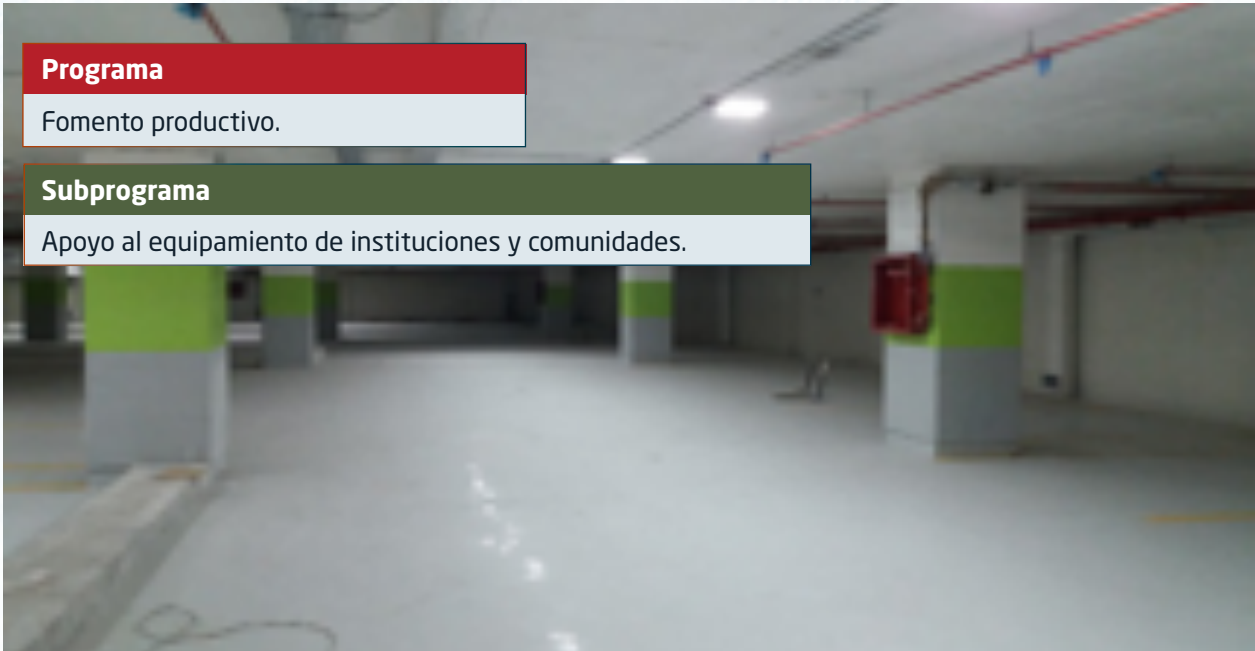 Programa
Fomento productivo.
Subprograma
Apoyo al equipamiento de instituciones y comunidades.